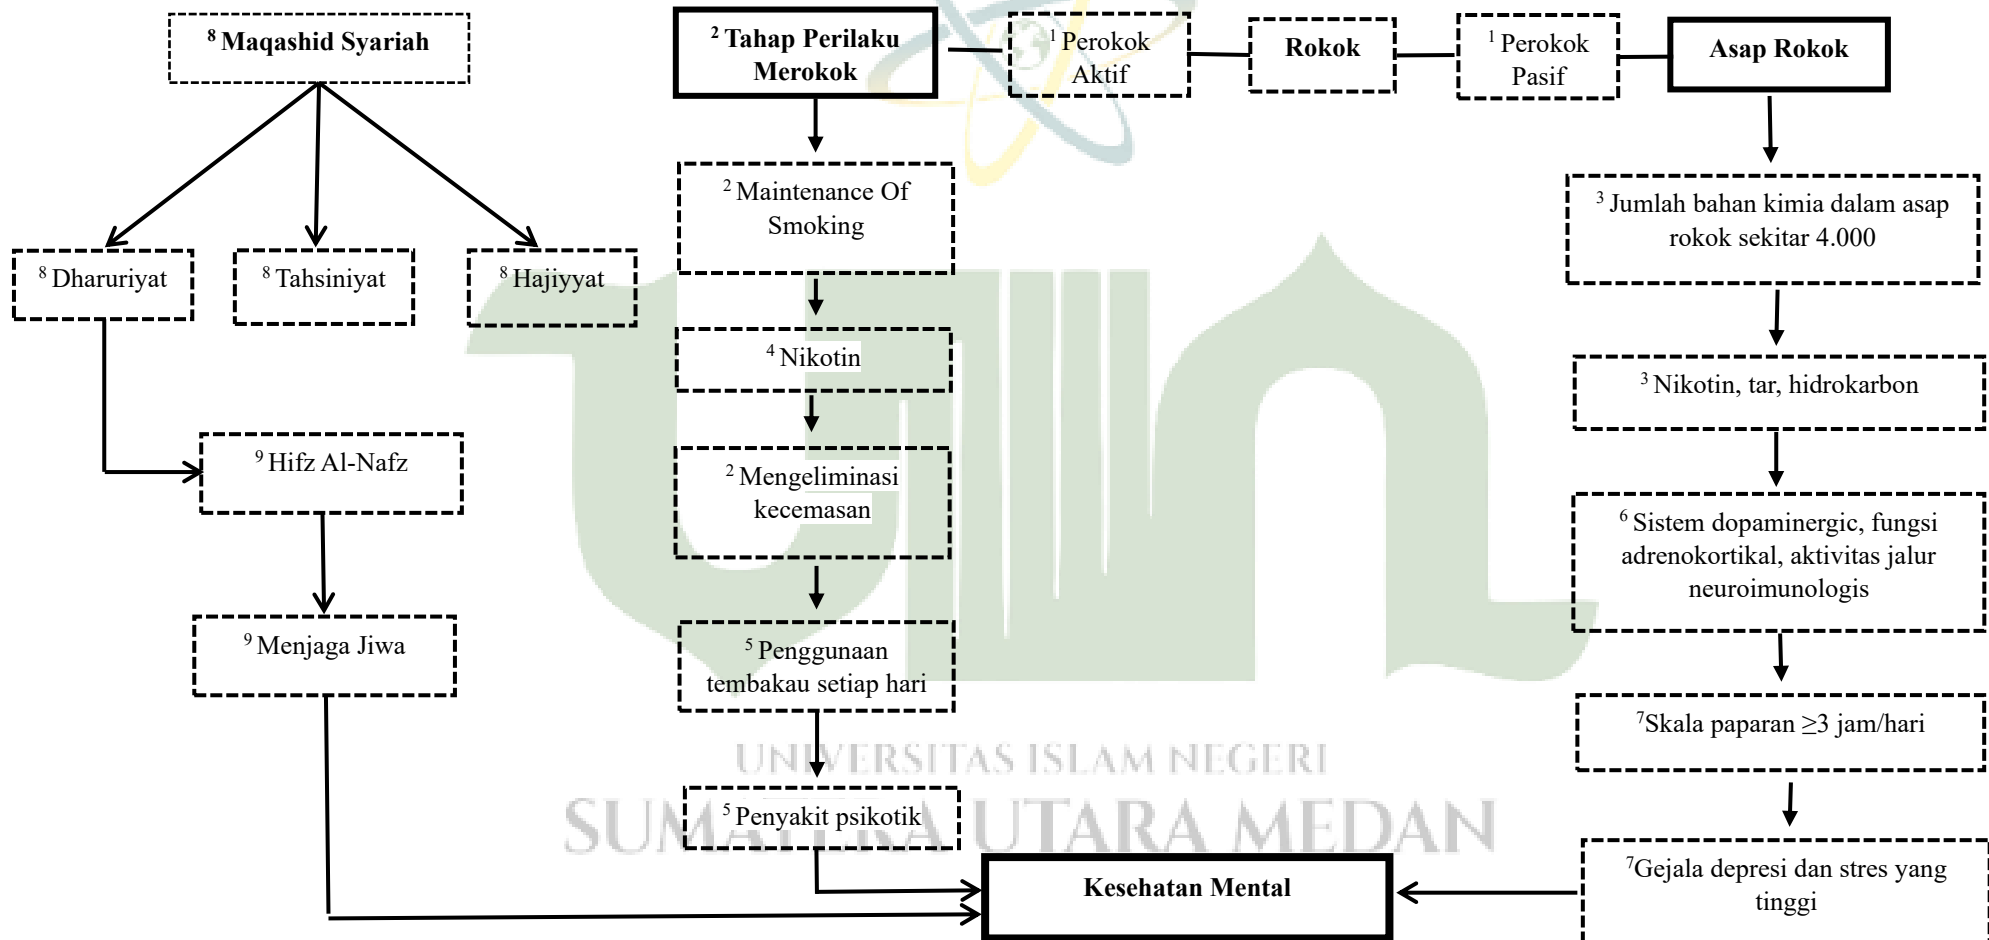 ⁸ Maqashid Syariah
² Tahap Perilaku
Merokok
¹ Perokok
Aktif
Rokok
¹ Perokok
Pasif
Asap Rokok
² Maintenance Of
Smoking
³ Jumlah bahan kimia dalam asap
rokok sekitar 4.000
⁸ Dharuriyat
⁸ Tahsiniyat
⁸ Hajiyyat
⁴ Nikotin
³ Nikotin, tar, hidrokarbon
⁹ Hifz Al-Nafz
² Mengeliminasi
kecemasan
⁶ Sistem dopaminergic, fungsi
adrenokortikal, aktivitas jalur
neuroimunologis
⁹ Menjaga Jiwa
⁵ Penggunaan
tembakau setiap hari
⁷Skala paparan ≥3 jam/hari
UNIVERSITAS ISLAM NEGERI
SUMATERA UTARA MEDAN
⁵ Penyakit psikotik
Kesehatan Mental
⁷Gejala depresi dan stres yang
tinggi